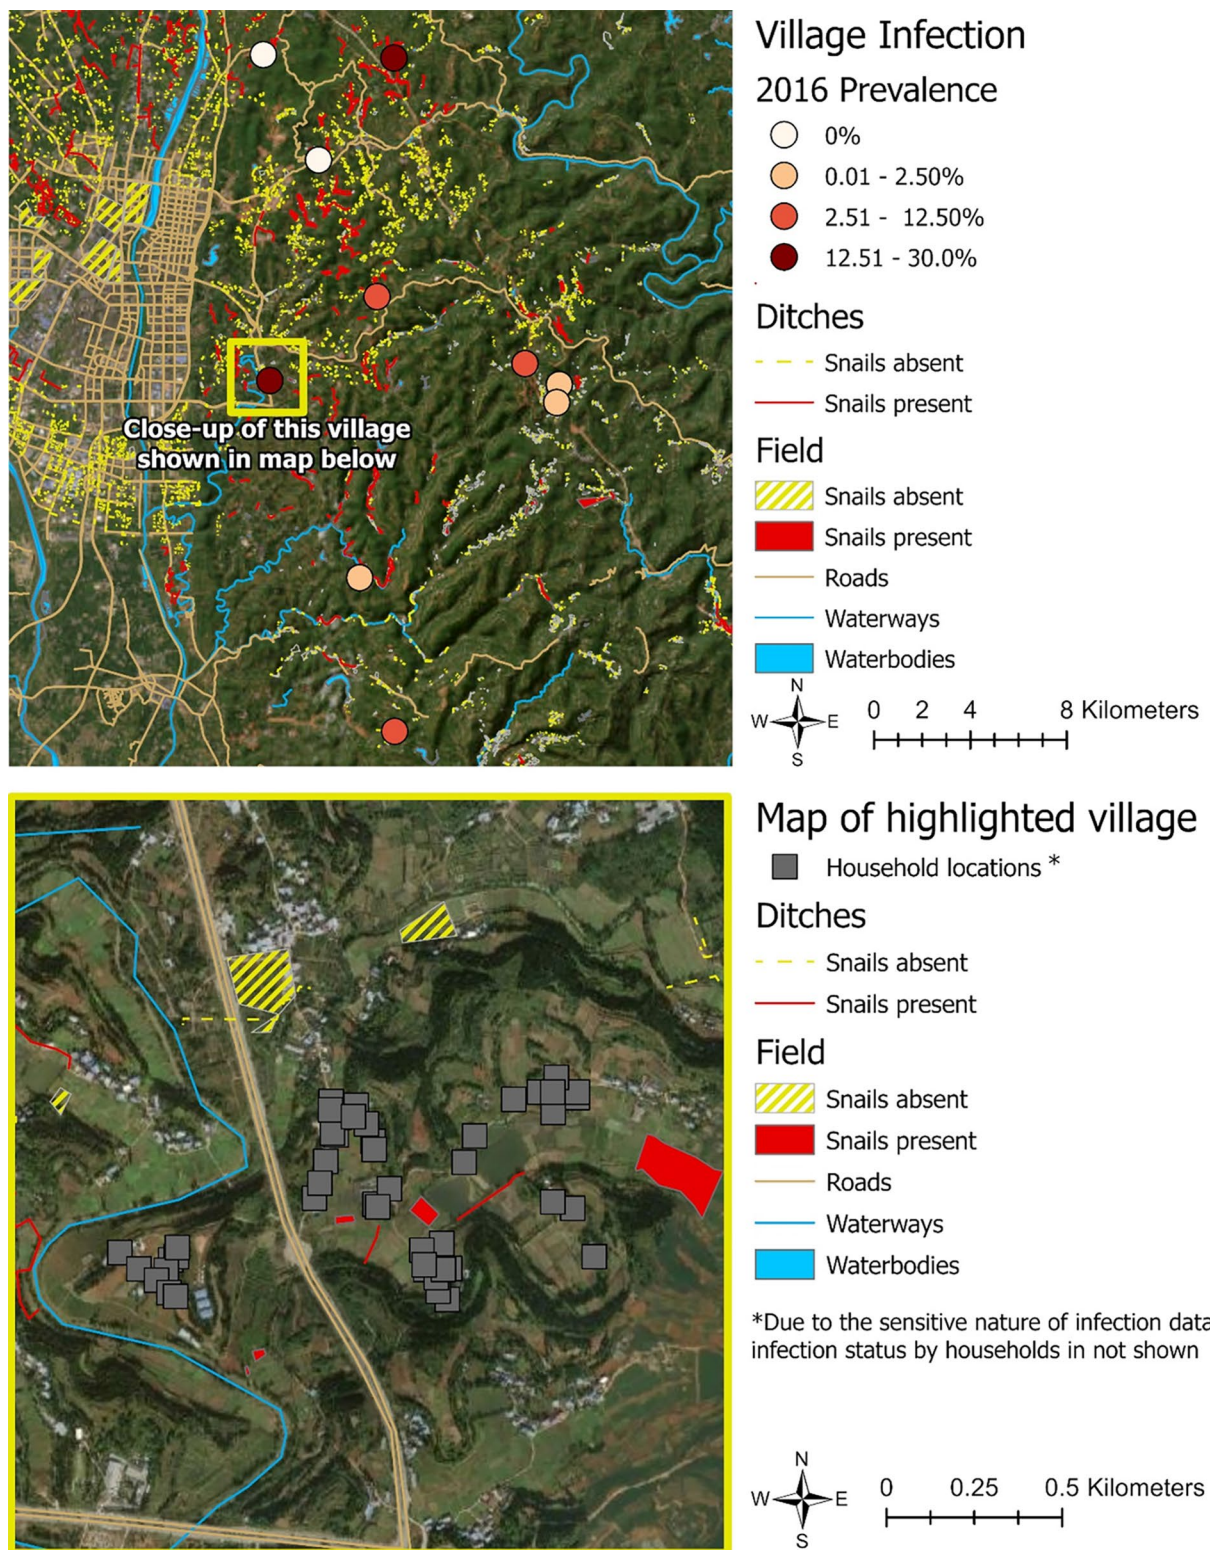 Village Infection
2016 Prevalence
0%
0.01 - 2.50%
2.51 - 12.50%
12.51 - 30.0%
Ditches
Snails absent
Snails present
Field
Snails absent
Snails present
Roads
Waterways
Waterbodies
N
W E
S
0 2 4 8 Kilometers
Close-up of this village
shown in map below
Map of highlighted village
Household locations *
Ditches
Snails absent
Snails present
Field
Snails absent
Snails present
Roads
Waterways
Waterbodies
*Due to the sensitive nature of infection data
infection status by households in not shown
N
W E
S
0 0.25 0.5 Kilometers